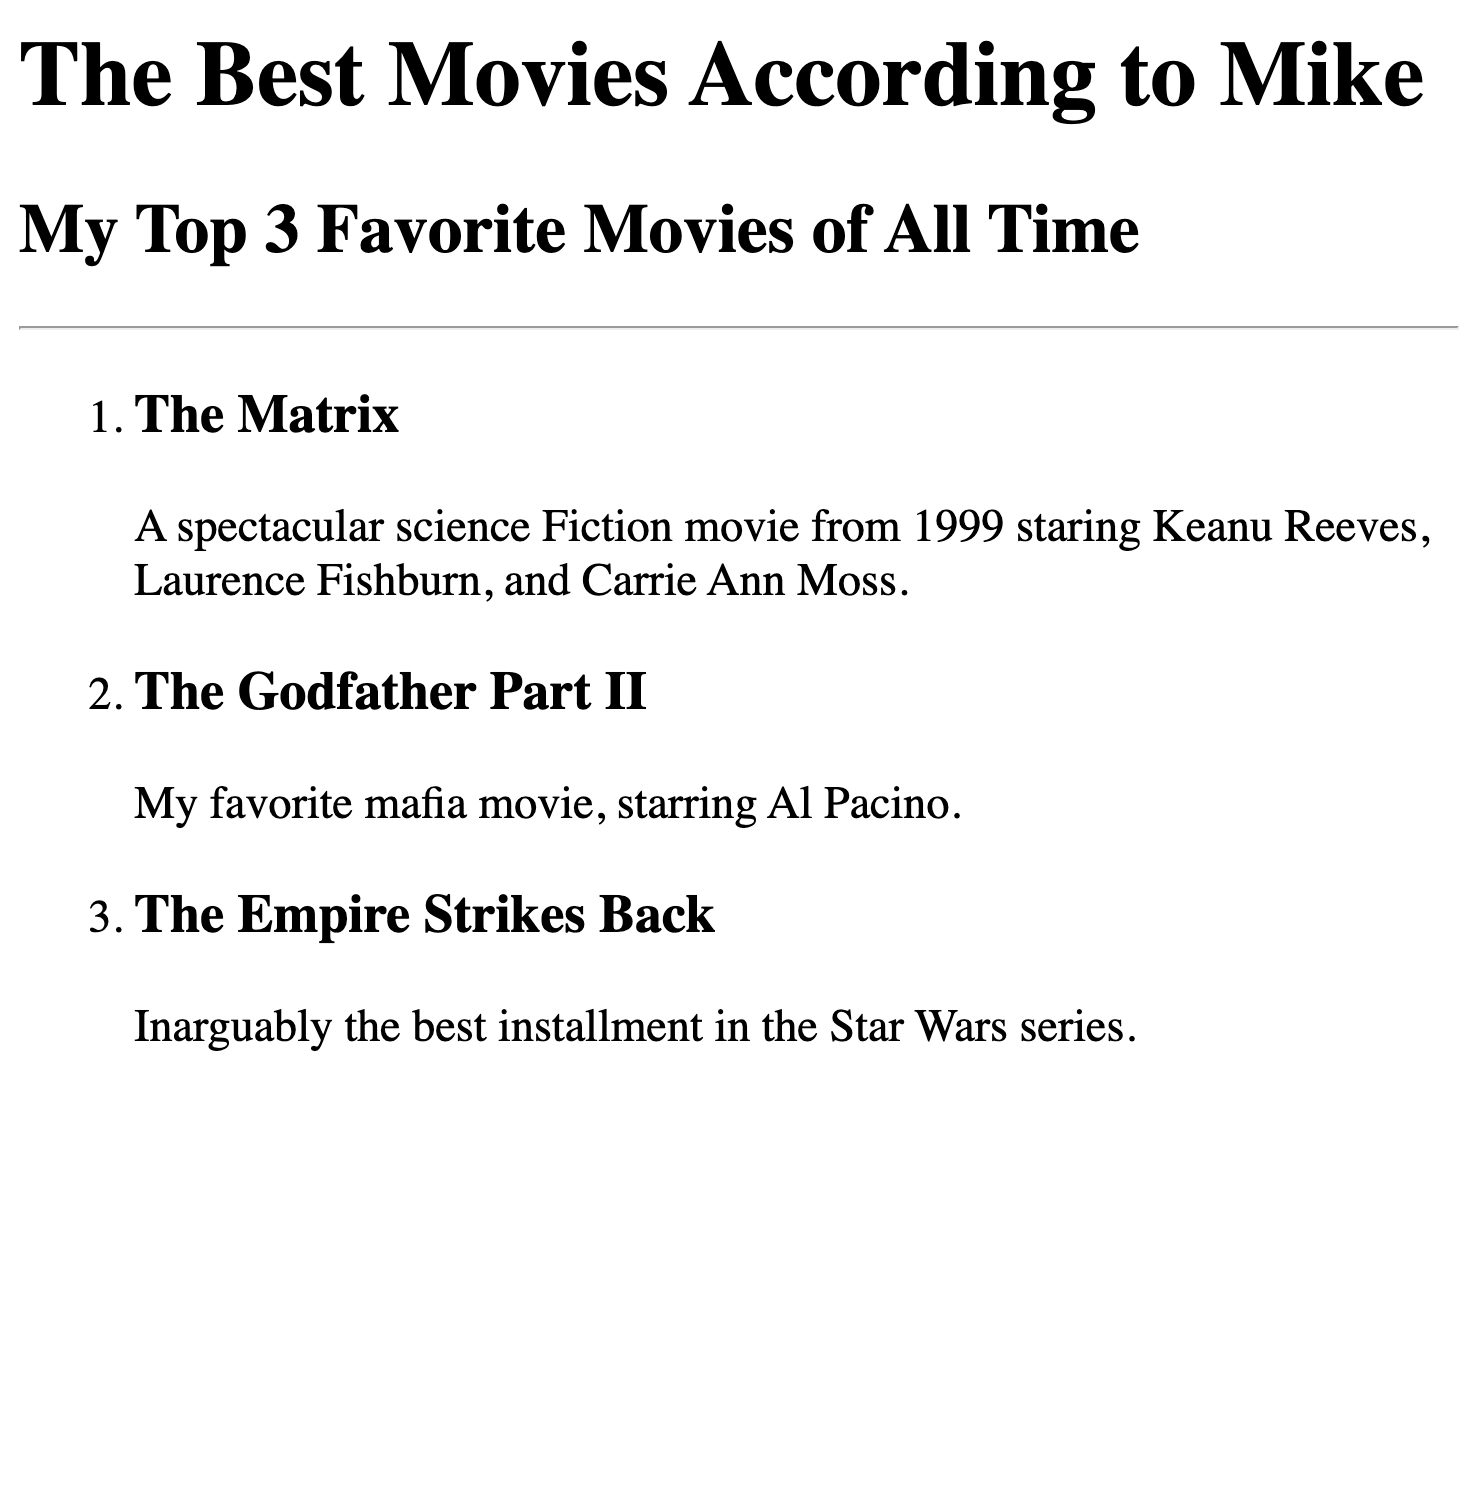 The Best Movies According to Mike
My Top 3 Favorite Movies of All Time
1. The Matrix
A spectacular science Fiction movie from 1999 staring Keanu Reeves,
Laurence Fishburn, and Carrie Ann Moss.
2. The Godfather Part II
My favorite mafia movie, starring Al Pacino.
3. The Empire Strikes Back
Inarguably the best installment in the Star Wars series.